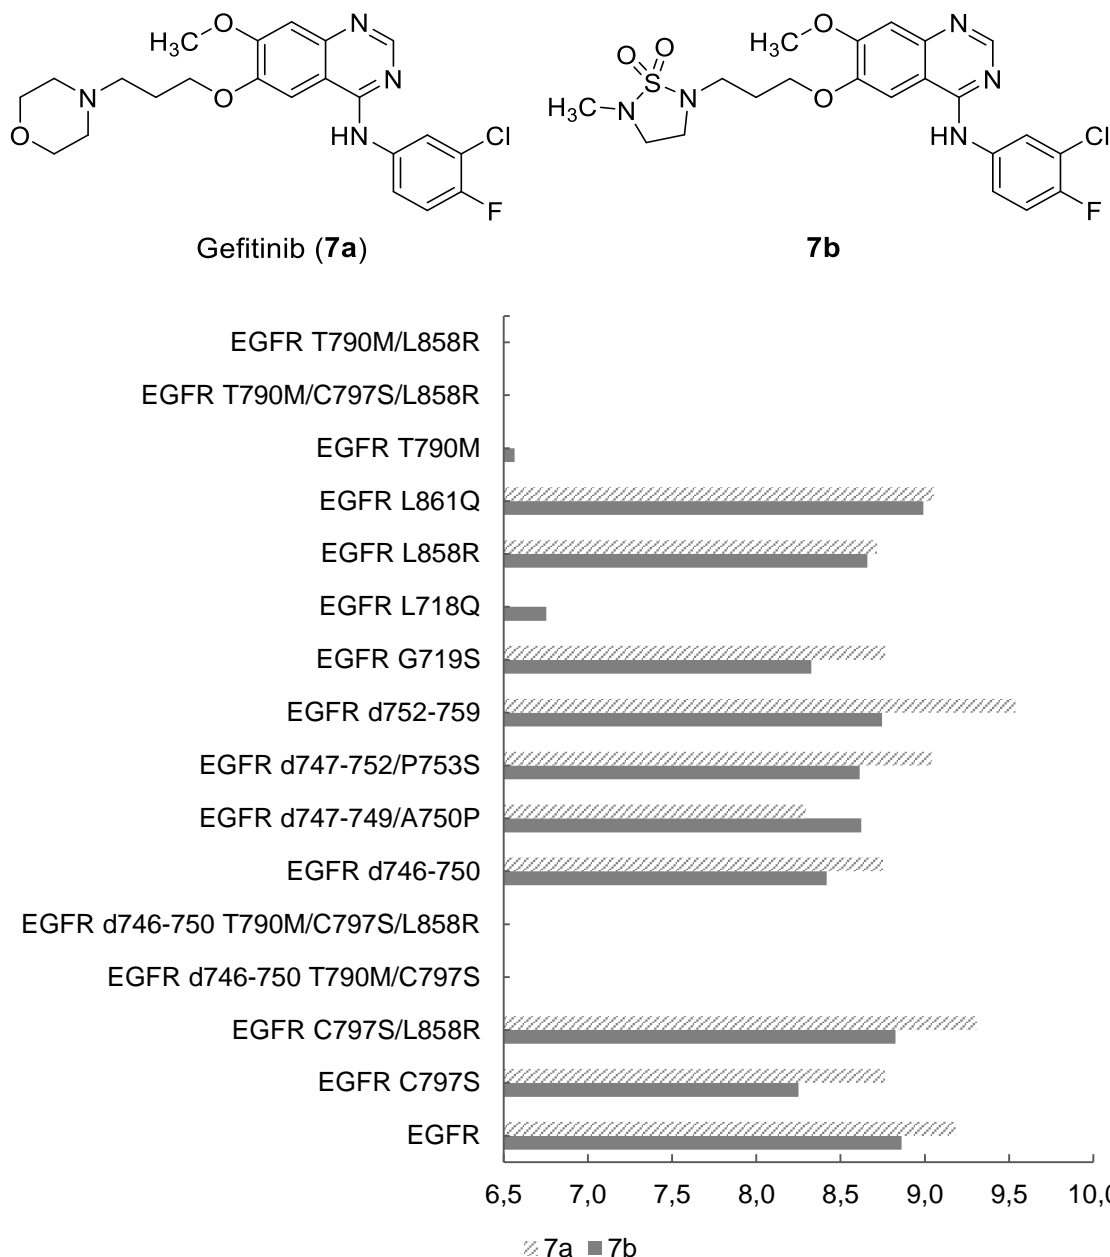 O
H3C
O
N
O
N
N
HN
Cl
F
Gefitinib (7a)
O
O
S
N
H3C
N
O
H3C
O
N
N
HN
Cl
F
7b
EGFR T790M/L858R
EGFR T790M/C797S/L858R
EGFR T790M
EGFR L861Q
EGFR L858R
EGFR L718Q
EGFR G719S
EGFR d752-759
EGFR d747-752/P753S
EGFR d747-749/A750P
EGFR d746-750
EGFR d746-750 T790M/C797S/L858R
EGFR d746-750 T790M/C797S
EGFR C797S/L858R
EGFR C797S
EGFR
6,5 7,0 7,5 8,0 8,5 9,0 9,5 10,0
7a 7b